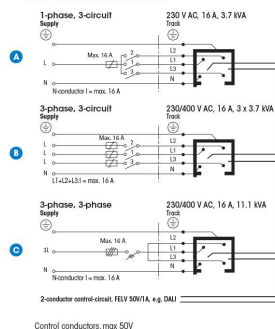 1-phase, 3-circuit
Supply
230 V AC, 16 A, 3.7 kVA
Track
A
Max. 16 A
2
1
3
L
N
L2
L1
L3
N
N-conductor I = max. 16 A
3-phase, 3-circuit
Supply
230/400 V AC, 16 A, 3 x 3.7 kVA
Track
B
Max. 16 A
L
L
L
N
2
1
3
L2
L1
L3
N
L1+L2+L3:I = max. 16 A
3-phase, 3-phase
Supply
230/400 V AC, 16 A, 11.1 kVA
Track
C
Max. 16 A
3L
N
L2
L1
L3
N
N-conductor I = max. 16 A
2-conductor control-circuit, FELV 50V/1A, e.g. DALI
Control conductors, max 50V